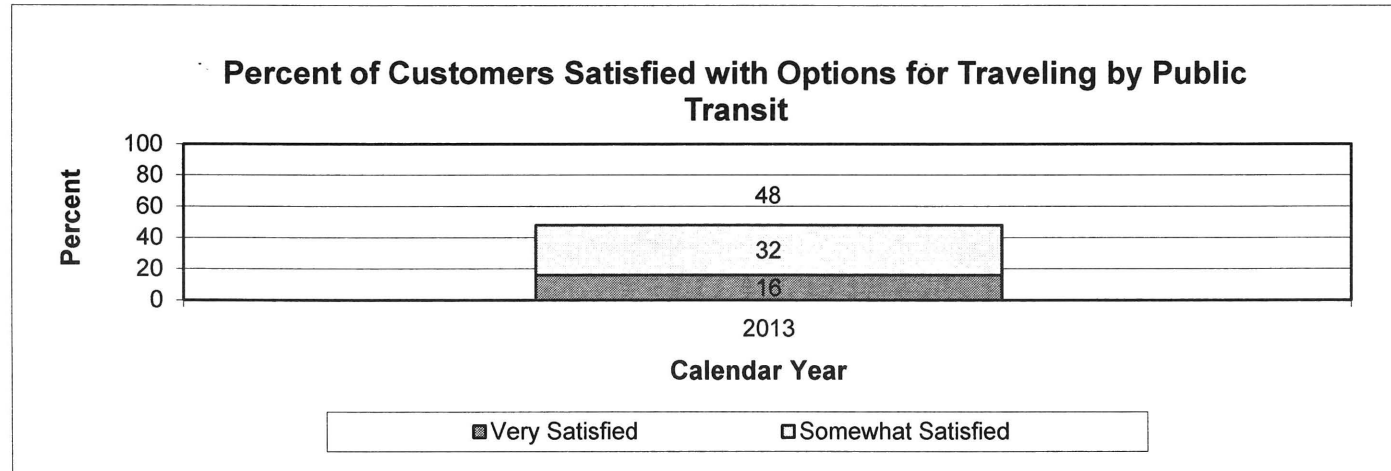 Percent of Customers Satisfied with Options for Traveling by Public
Transit
Percent
100
80
60
40
20
0
48
32
16
2013
Calendar Year
Very Satisfied Somewhat Satisfied